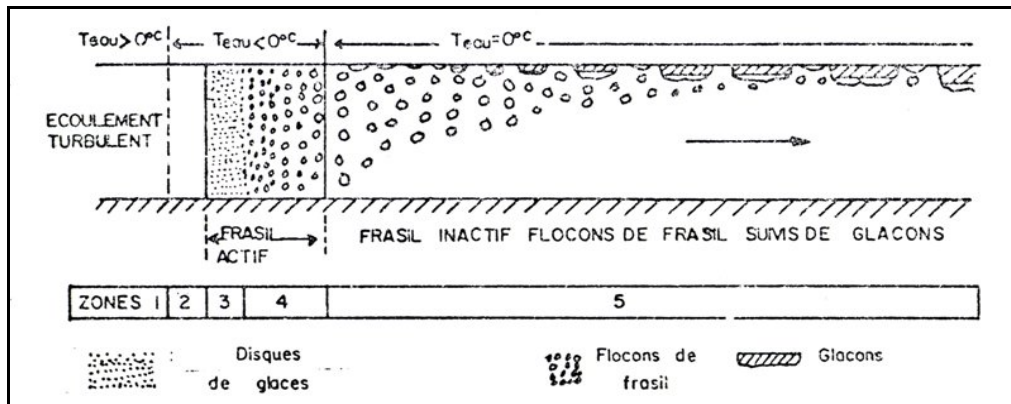 Teau>0°C Teau<0°C Teau=0°C
ECOULEMENT
TURBULENT
FRASIL
ACTIF
FRASIL INACTIF FLOCONS DE FRASIL SUIVIS DE GLACONS
ZONES 1 2 3 4 5
: Disques
de glaces
Flocons de
frasil
Glacons